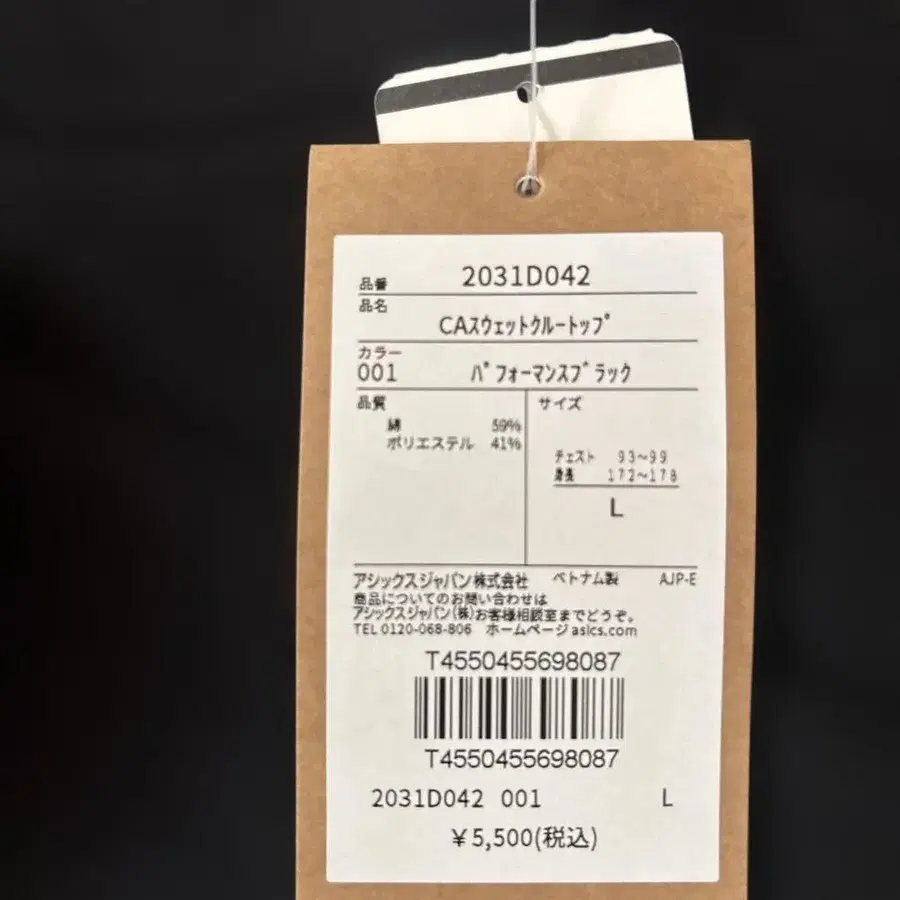 品番 2031D042
品名
CAスウェットクルートップ
カラー
001 パフォーマンスブラック
品質 サイズ
綿 59%
ポリエステル 41%
チェスト 93~99
身長 172~178
L
アシックスジャパン株式会社 ベトナム製 AJP-E
商品についてのお問い合わせは
アシックスジャパン(株)お客様相談室までどうぞ。
TEL 0120-068-806 ホームページ asics.com
T4550455698087
T4550455698087
2031D042 001 L
¥5,500(税込)